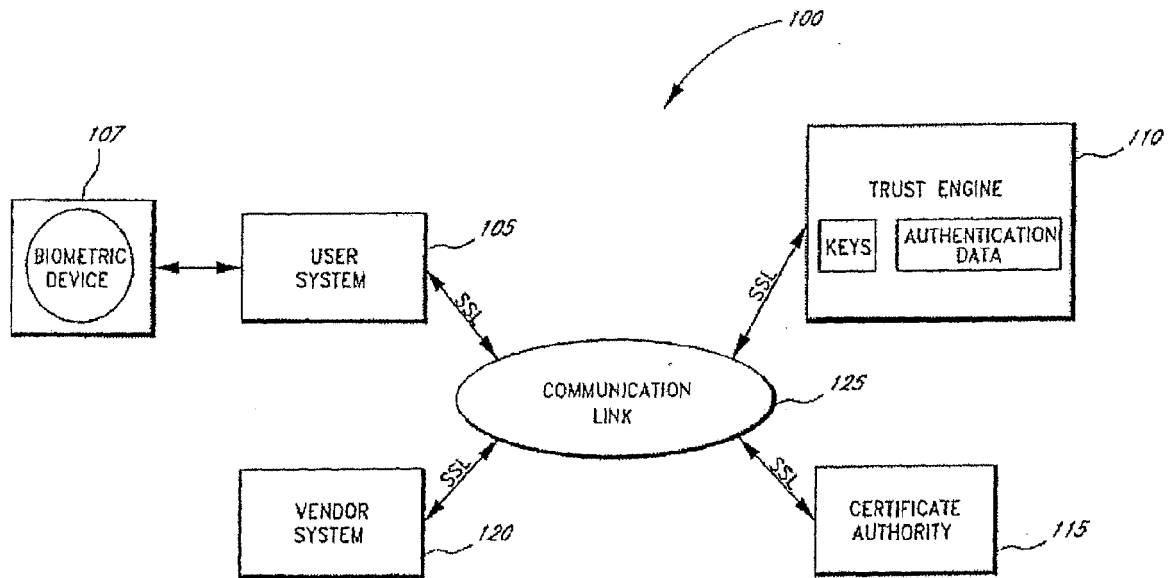 100
107
110
TRUST ENGINE
KEYS
AUTHENTICATION
DATA
BIOMETRIC
DEVICE
USER
SYSTEM
105
SSL
SSL
COMMUNICATION
LINK
125
SSL
SSL
VENDOR
SYSTEM
120
CERTIFICATE
AUTHORITY
115